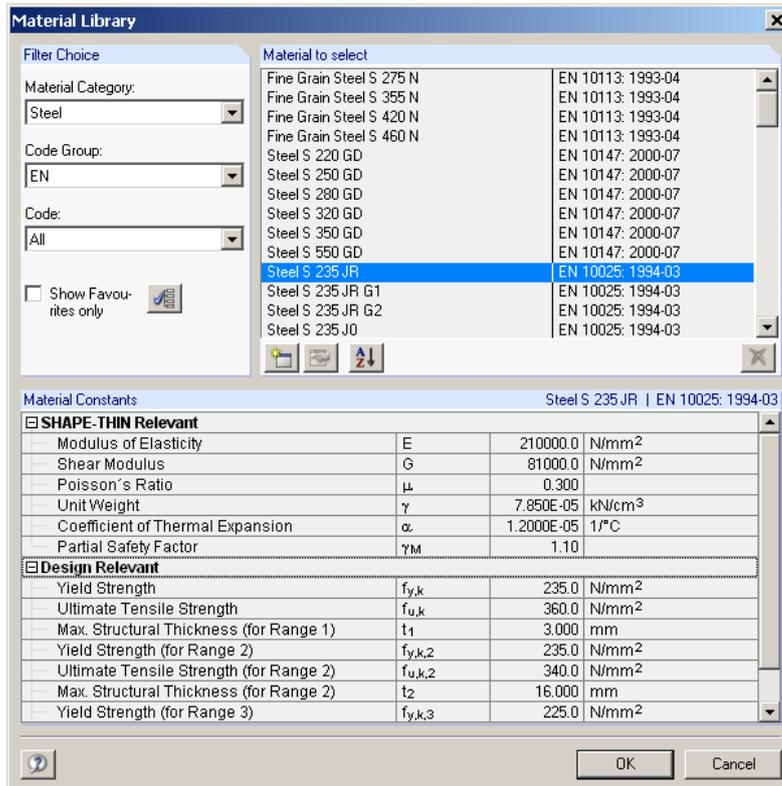 Material Library
Filter Choice
Material Category:
Steel
Code Group:
EN
Code:
All
Show Favou-
rites only
Material to select
Fine Grain Steel S 275 N EN 10113: 1993-04
Fine Grain Steel S 355 N EN 10113: 1993-04
Fine Grain Steel S 420 N EN 10113: 1993-04
Fine Grain Steel S 460 N EN 10113: 1993-04
Steel S 220 GD EN 10147: 2000-07
Steel S 250 GD EN 10147: 2000-07
Steel S 280 GD EN 10147: 2000-07
Steel S 320 GD EN 10147: 2000-07
Steel S 350 GD EN 10147: 2000-07
Steel S 550 GD EN 10147: 2000-07
Steel S 235 JR EN 10025: 1994-03
Steel S 235 JR G1 EN 10025: 1994-03
Steel S 235 JR G2 EN 10025: 1994-03
Steel S 235 J0 EN 10025: 1994-03
Material Constants Steel S 235 JR | EN 10025: 1994-03
SHAPE-THIN Relevant
Modulus of Elasticity E 210000.0 N/mm2
Shear Modulus G 81000.0 N/mm2
Poisson´s Ratio μ 0.300
Unit Weight γ 7.850E-05 kN/cm3
Coefficient of Thermal Expansion α 1.2000E-05 1/°C
Partial Safety Factor γM 1.10
Design Relevant
Yield Strength fy,k 235.0 N/mm2
Ultimate Tensile Strength fu,k 360.0 N/mm2
Max. Structural Thickness (for Range 1) t1 3.000 mm
Yield Strength (for Range 2) fy,k,2 235.0 N/mm2
Ultimate Tensile Strength (for Range 2) fu,k,2 340.0 N/mm2
Max. Structural Thickness (for Range 2) t2 16.000 mm
Yield Strength (for Range 3) fy,k,3 225.0 N/mm2
OK Cancel